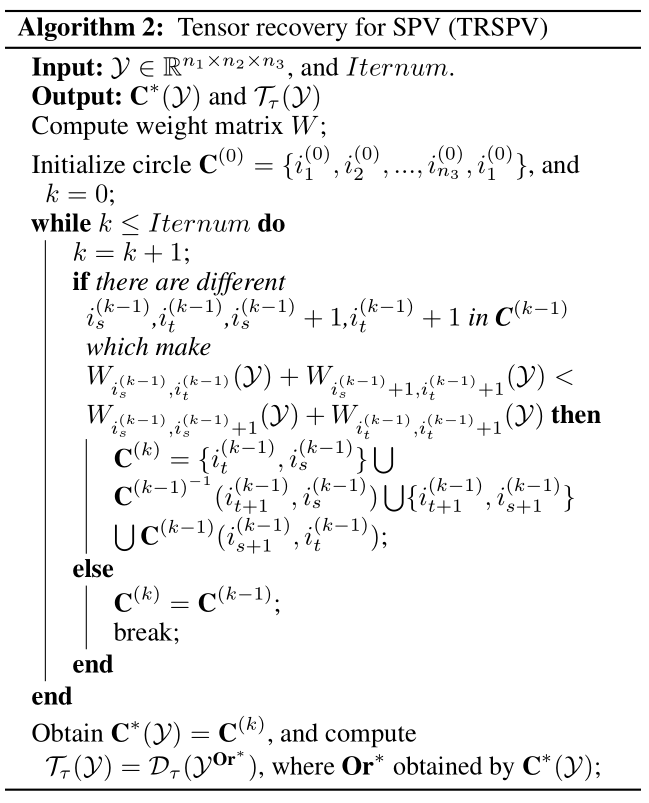 Algorithm 2: Tensor recovery for SPV (TRSPV)
Input: $\mathcal{Y} \in \mathbb{R}^{n_1 \times n_2 \times n_3}$, and $Iternum$.
Output: $\mathbf{C}^*(\mathcal{Y})$ and $\mathcal{T}_\tau(\mathcal{Y})$
Compute weight matrix $W$;
Initialize circle $\mathbf{C}^{(0)} = \{i_1^{(0)}, i_2^{(0)}, ..., i_{n_3}^{(0)}, i_1^{(0)}\}$, and
$k = 0$;
while $k \leq Iternum$ do
$k = k + 1$;
if there are different
$i_s^{(k-1)}$,$i_t^{(k-1)}$,$i_s^{(k-1)} + 1$,$i_t^{(k-1)} + 1$ in $\mathbf{C}^{(k-1)}$
which make
$W_{i_s^{(k-1)}, i_t^{(k-1)}}(\mathcal{Y}) + W_{i_s^{(k-1)}+1, i_t^{(k-1)}+1}(\mathcal{Y}) <$
$W_{i_s^{(k-1)}, i_s^{(k-1)}+1}(\mathcal{Y}) + W_{i_t^{(k-1)}, i_t^{(k-1)}+1}(\mathcal{Y})$ then
$\mathbf{C}^{(k)} = \{i_t^{(k-1)}, i_s^{(k-1)}\} \bigcup$
$\mathbf{C}^{(k-1)^{-1}}(i_{t+1}^{(k-1)}, i_s^{(k-1)}) \bigcup \{i_{t+1}^{(k-1)}, i_{s+1}^{(k-1)}\}$
$\bigcup \mathbf{C}^{(k-1)}(i_{s+1}^{(k-1)}, i_t^{(k-1)})$;
else
$\mathbf{C}^{(k)} = \mathbf{C}^{(k-1)}$;
break;
end
end
Obtain $\mathbf{C}^*(\mathcal{Y}) = \mathbf{C}^{(k)}$, and compute
$\mathcal{T}_\tau(\mathcal{Y}) = \mathcal{D}_\tau(\mathcal{Y}^{\mathbf{Or}^*})$, where $\mathbf{Or}^*$ obtained by $\mathbf{C}^*(\mathcal{Y})$;